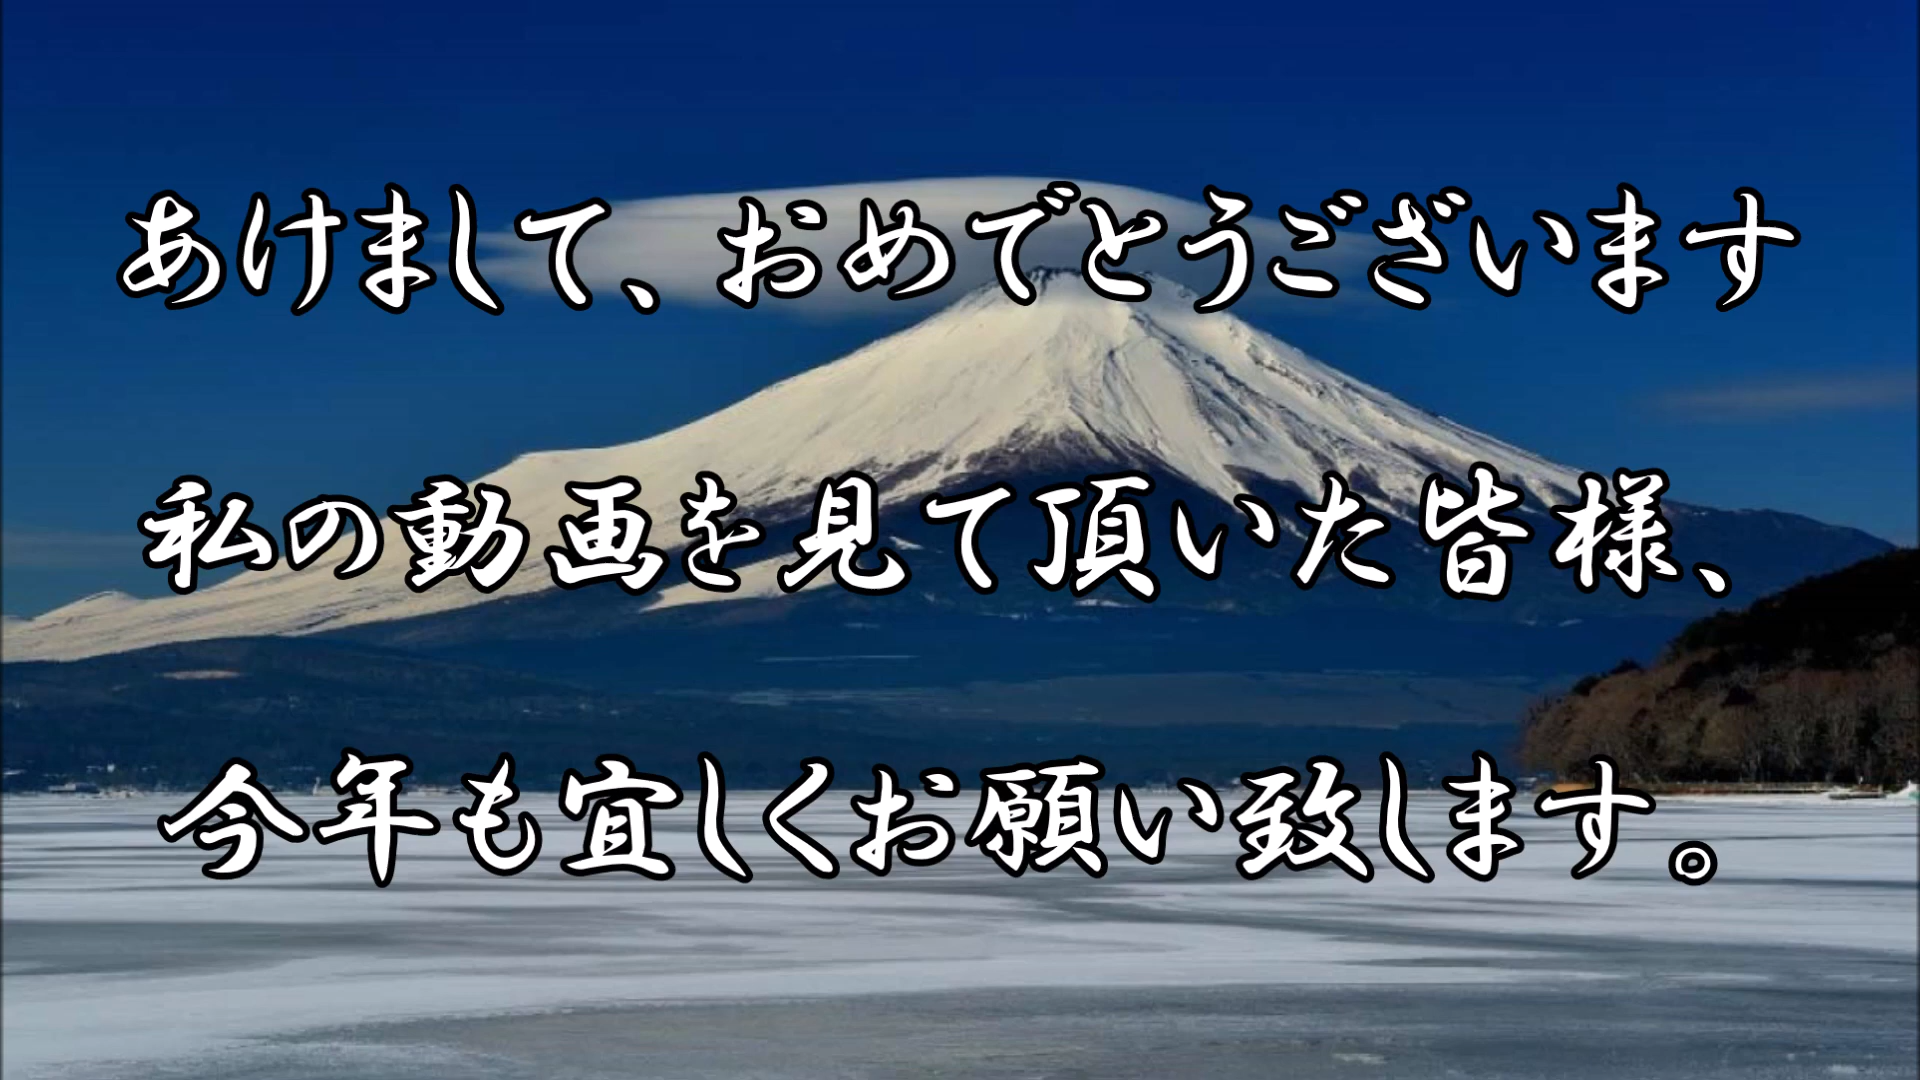 あけまして、おめでとうございます
私の動画を見て頂いた皆様、
今年も宜しくお願い致します。